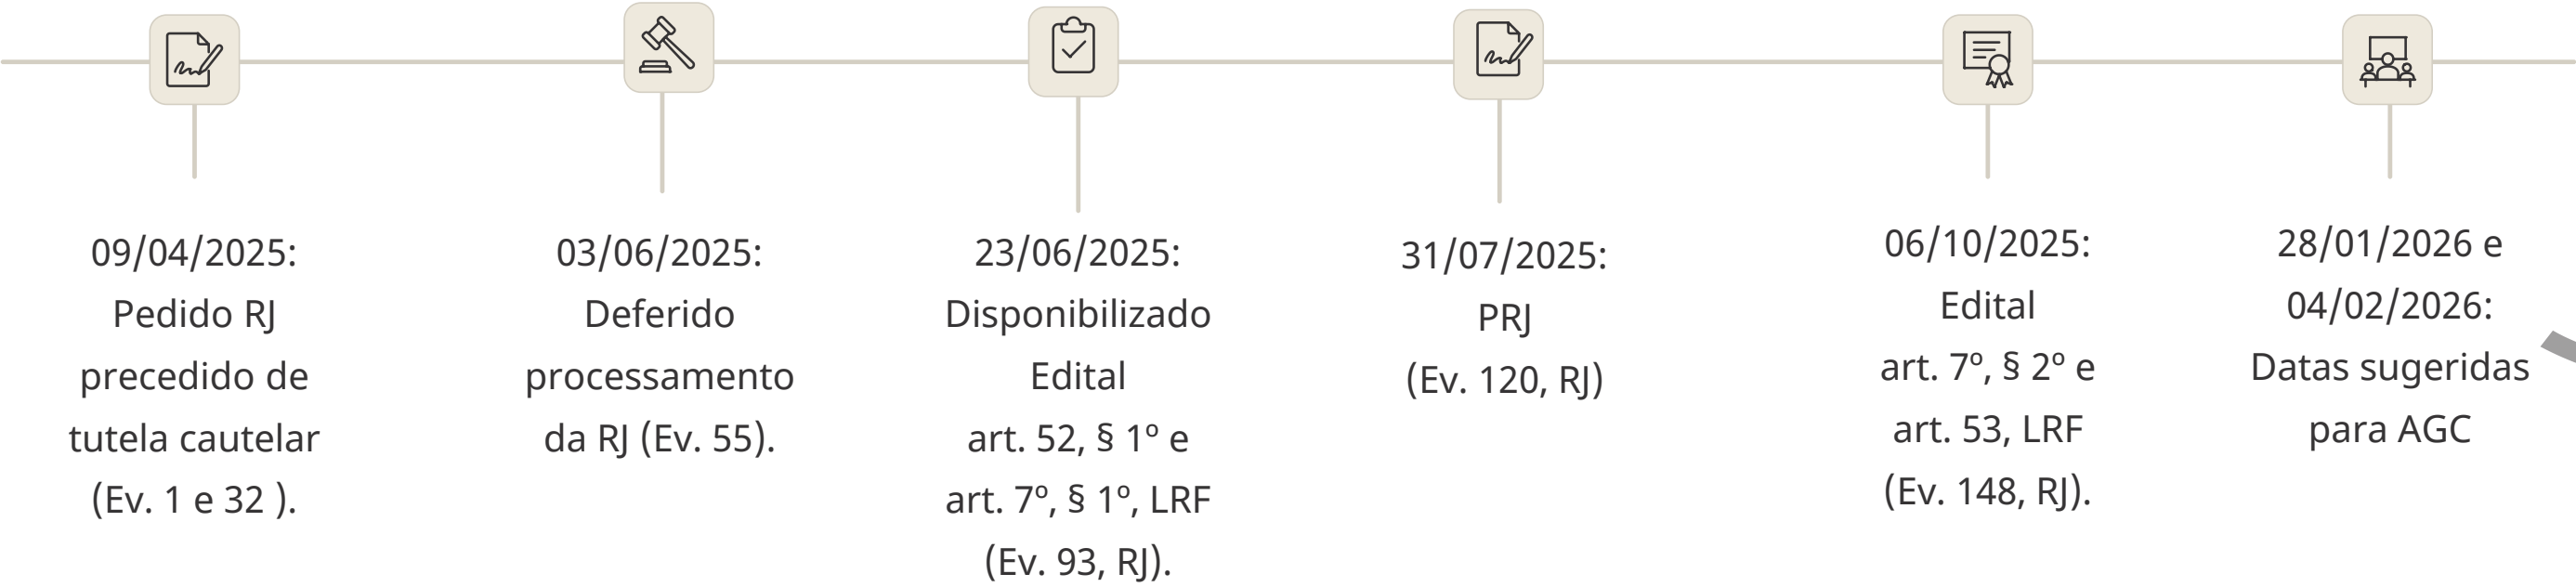 09/04/2025:
Pedido RJ
precedido de
tutela cautelar
(Ev. 1 e 32 ).
03/06/2025:
Deferido
processamento
da RJ (Ev. 55).
23/06/2025:
Disponibilizado
Edital
art. 52, § 1º e
art. 7º, § 1º, LRF
(Ev. 93, RJ).
31/07/2025:
PRJ
(Ev. 120, RJ)
06/10/2025:
Edital
art. 7º, § 2º e
art. 53, LRF
(Ev. 148, RJ).
28/01/2026 e
04/02/2026:
Datas sugeridas
para AGC